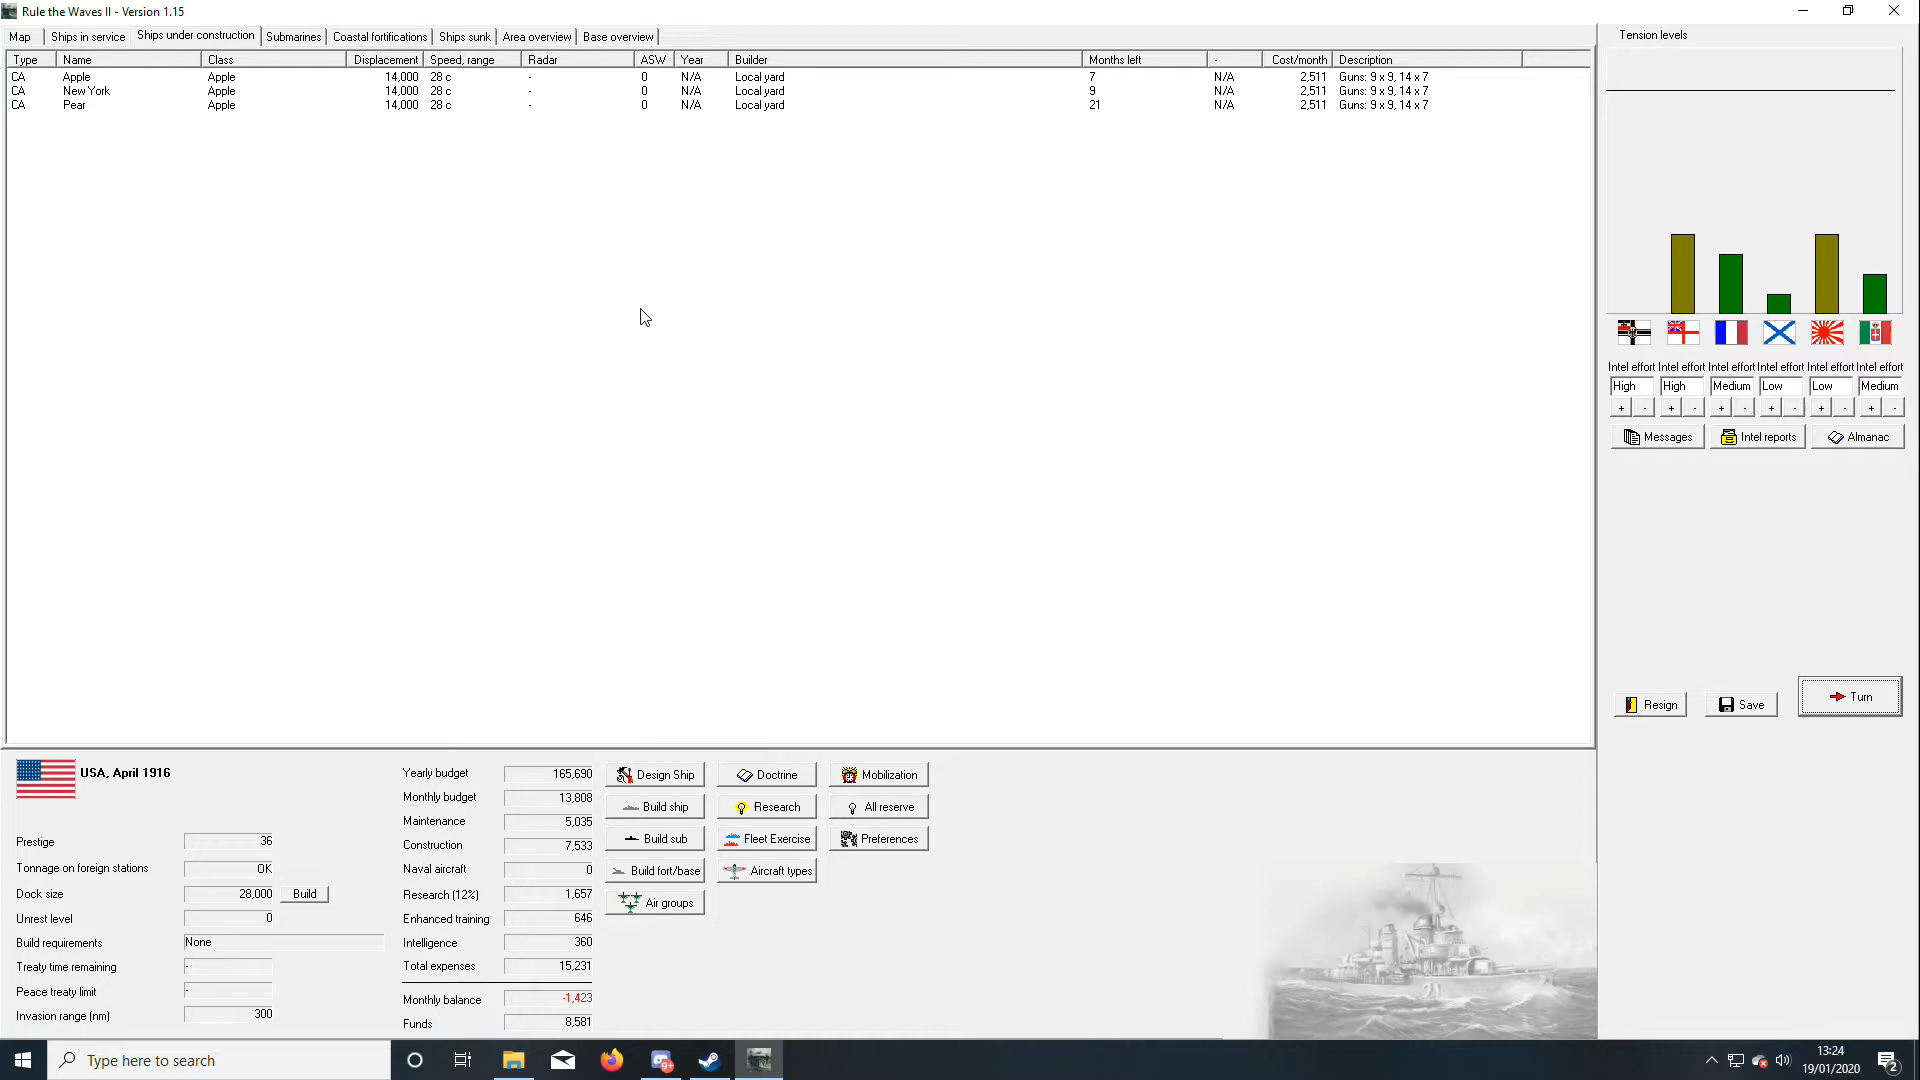 Rule the Waves II - Version 1.15
Map Ships in service Ships under construction Submarines Coastal fortifications Ships sunk Area overview Base overview
Tension levels
Type Name Class Displacement Speed, range Radar ASW Year Builder Months left - Cost/month Description
CA Apple Apple 14,000 28 c - 0 N/A Local yard 7 N/A 2,511 Guns: 9 x 9, 14 x 7
CA New York Apple 14,000 28 c - 0 N/A Local yard 9 N/A 2,511 Guns: 9 x 9, 14 x 7
CA Pear Apple 14,000 28 c - 0 N/A Local yard 21 N/A 2,511 Guns: 9 x 9, 14 x 7
Intel effort Intel effort Intel effort Intel effort Intel effort Intel effort
High High Medium Low Low Medium
+ - + - + - + - + - + -
Messages Intel reports Almanac
Resign Save Turn
USA, April 1916
Prestige 36
Tonnage on foreign stations OK
Dock size 28,000 Build
Unrest level 0
Build requirements None
Treaty time remaining -
Peace treaty limit -
Invasion range (nm) 300
Yearly budget 165,690
Monthly budget 13,808
Maintenance 5,035
Construction 7,533
Naval aircraft 0
Research (12%) 1,657
Enhanced training 646
Intelligence 360
Total expenses 15,231
Monthly balance -1,423
Funds 8,581
Design Ship Doctrine Mobilization
Build ship Research All reserve
Build sub Fleet Exercise Preferences
Build fort/base Aircraft types
Air groups
Type here to search
9+
13:24
19/01/2020
2